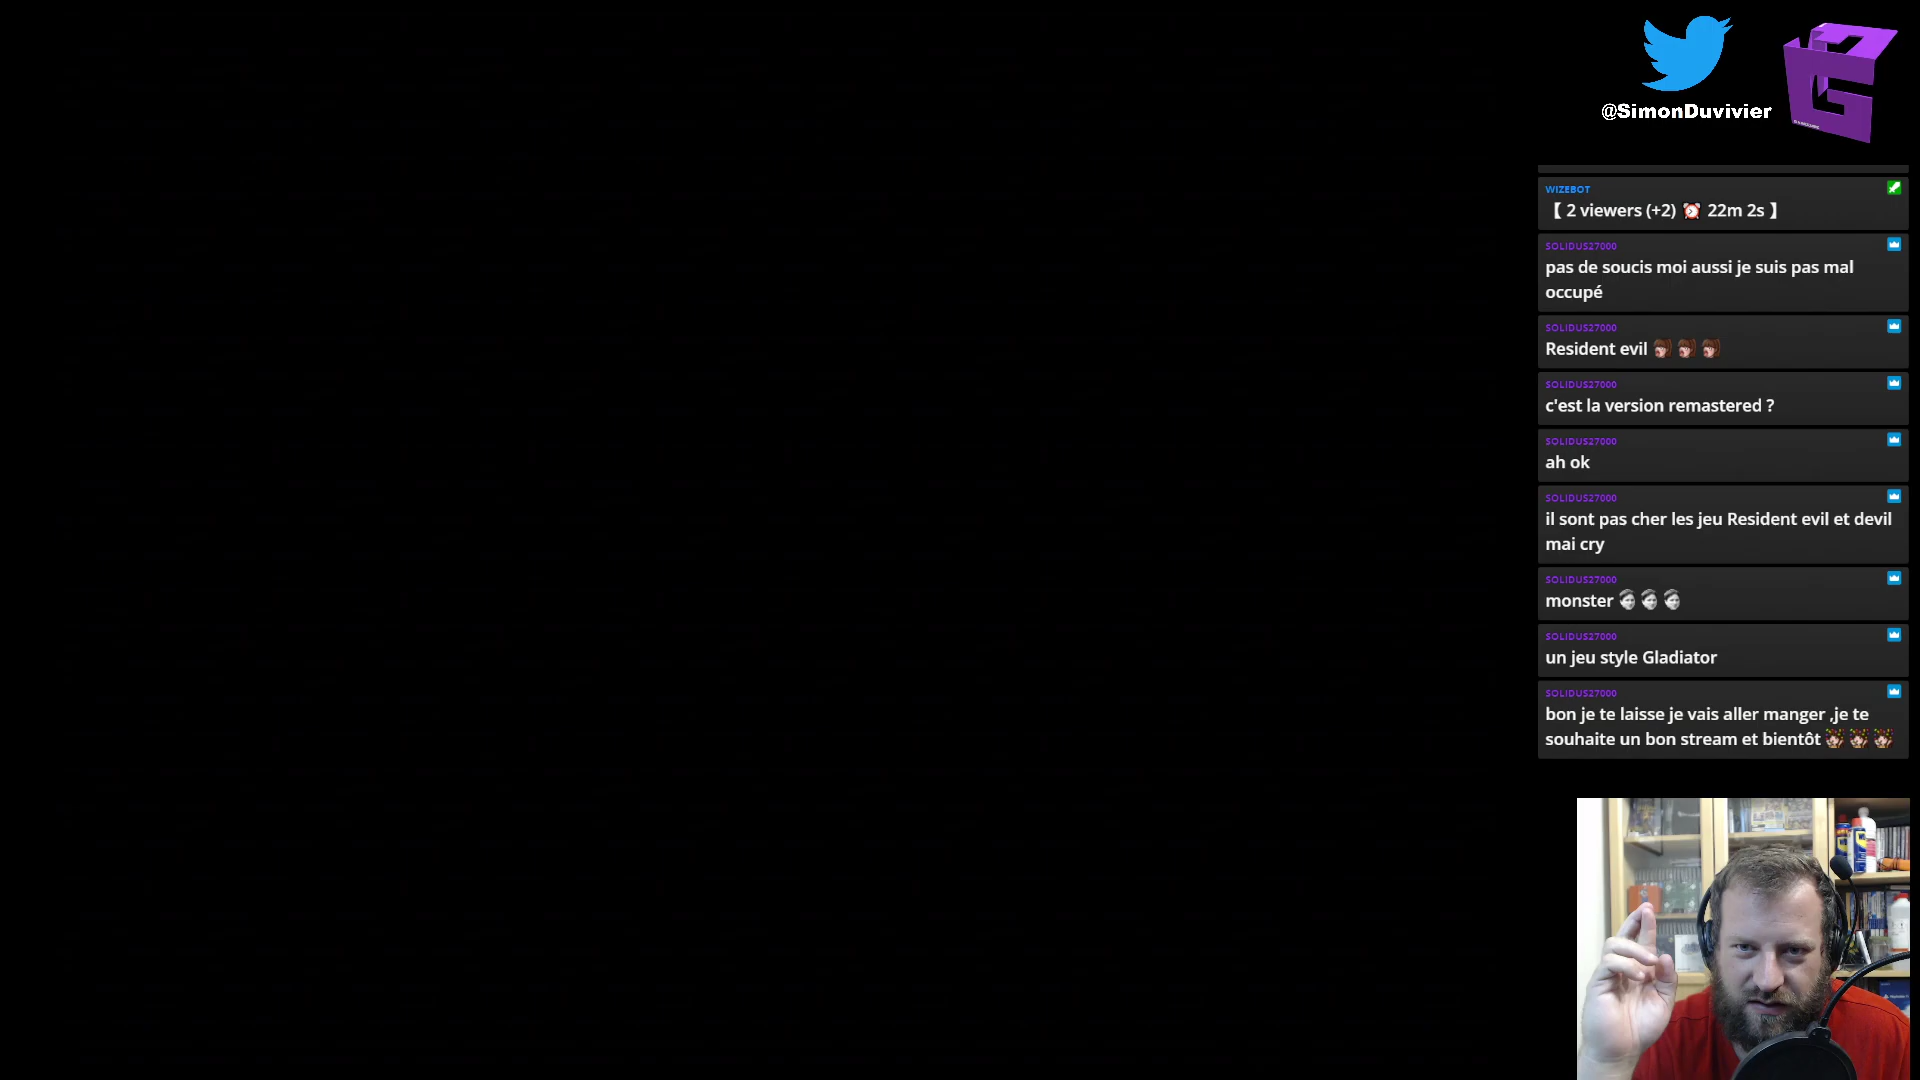 @SimonDuvivier
WIZEBOT
【 2 viewers (+2) ⏰ 22m 2s 】
SOLIDUS27000
pas de soucis moi aussi je suis pas mal
occupé
SOLIDUS27000
Resident evil
SOLIDUS27000
c'est la version remastered ?
SOLIDUS27000
ah ok
SOLIDUS27000
il sont pas cher les jeu Resident evil et devil
mai cry
SOLIDUS27000
monster
SOLIDUS27000
un jeu style Gladiator
SOLIDUS27000
bon je te laisse je vais aller manger ,je te
souhaite un bon stream et bientôt